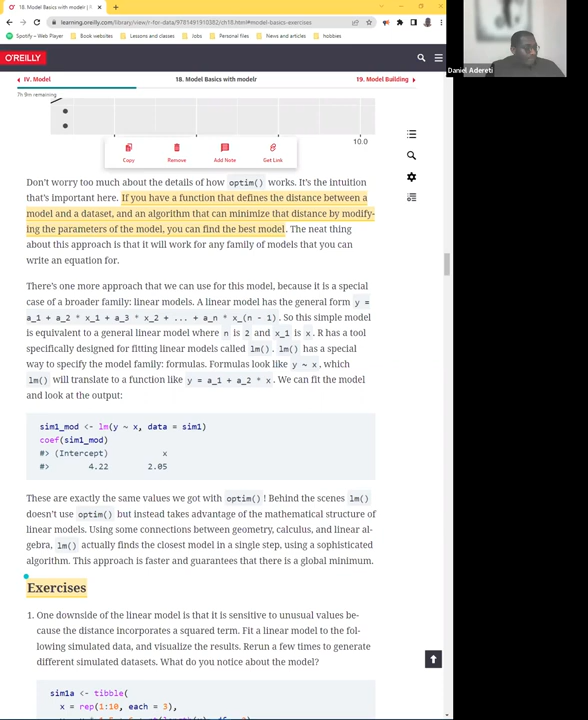 18. Model Basics with modelr | R
learning.oreilly.com/library/view/r-for-data/9781491910382/ch18.html#model-basics-exercises
Spotify – Web Player
Book websites
Lessons and classes
Jobs
Personal files
News and articles
hobbies
Daniel Adereti
O'REILLY
IV. Model
18. Model Basics with modelr
19. Model Building
7h 9m remaining
10.0
Copy
Remove
Add Note
Get Link
Don't worry too much about the details of how optim() works. It's the intuition
that's important here. If you have a function that defines the distance between a
model and a dataset, and an algorithm that can minimize that distance by modify-
ing the parameters of the model, you can find the best model. The neat thing
about this approach is that it will work for any family of models that you can
write an equation for.
There's one more approach that we can use for this model, because it is a special
case of a broader family: linear models. A linear model has the general form y =
a_1 + a_2 * x_1 + a_3 * x_2 + ... + a_n * x_(n - 1). So this simple model
is equivalent to a general linear model where n is 2 and x_1 is x. R has a tool
specifically designed for fitting linear models called lm(). lm() has a special
way to specify the model family: formulas. Formulas look like y ~ x, which
lm() will translate to a function like y = a_1 + a_2 * x. We can fit the model
and look at the output:
sim1_mod <- lm(y ~ x, data = sim1)
coef(sim1_mod)
#> (Intercept) x
#> 4.22 2.05
These are exactly the same values we got with optim()! Behind the scenes lm()
doesn't use optim() but instead takes advantage of the mathematical structure of
linear models. Using some connections between geometry, calculus, and linear al-
gebra, lm() actually finds the closest model in a single step, using a sophisticated
algorithm. This approach is faster and guarantees that there is a global minimum.
Exercises
1. One downside of the linear model is that it is sensitive to unusual values be-
cause the distance incorporates a squared term. Fit a linear model to the fol-
lowing simulated data, and visualize the results. Rerun a few times to generate
different simulated datasets. What do you notice about the model?
sim1a <- tibble(
x = rep(1:10, each = 3),